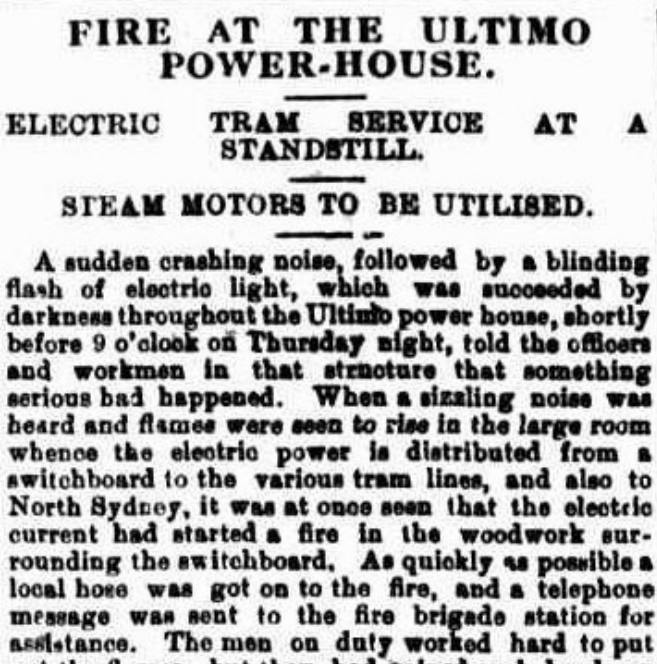 FIRE AT THE ULTIMO
POWER-HOUSE.
ELECTRIC TRAM SERVICE AT A
STANDSTILL.
STEAM MOTORS TO BE UTILISED.
A sudden crashing noise, followed by a blinding
flash of electric light, which was succeeded by
darkness throughout the Ultimo power house, shortly
before 9 o'clock on Thursday night, told the officers
and workmen in that structure that something
serious had happened. When a sizzling noise was
heard and flames were seen to rise in the large room
whence the electric power is distributed from a
switchboard to the various tram lines, and also to
North Sydney, it was at once seen that the electric
current had started a fire in the woodwork sur-
rounding the switchboard. As quickly as possible a
local hose was got on to the fire, and a telephone
message was sent to the fire brigade station for
assistance. The men on duty worked hard to put